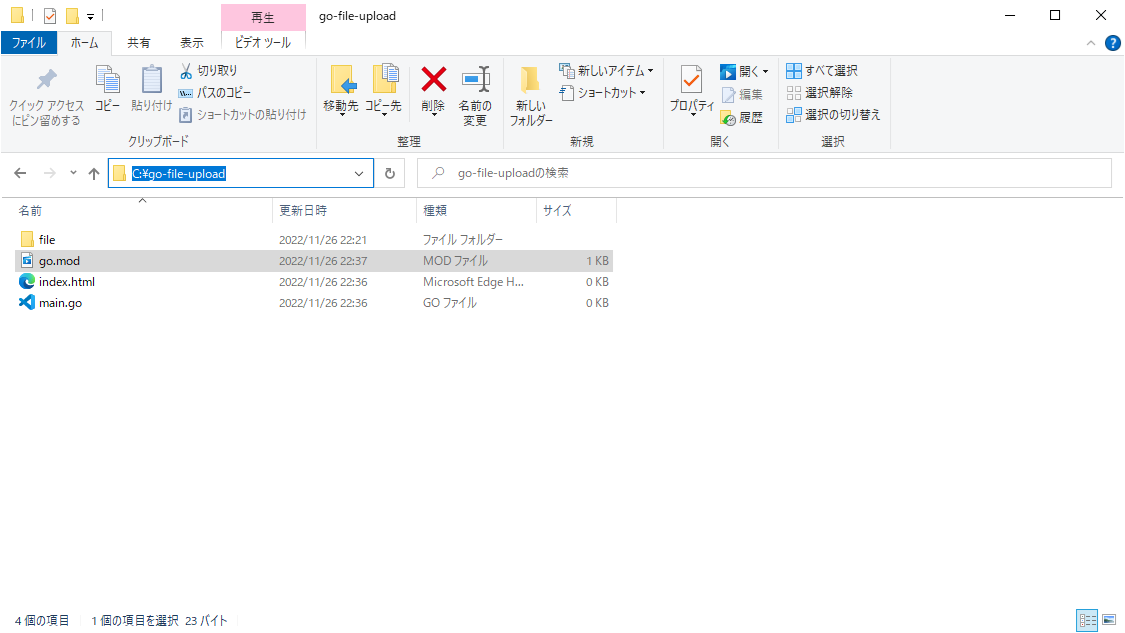 再生 go-file-upload
ファイル ホーム 共有 表示 ビデオ ツール
クイック アクセス
にピン留めする
コピー
貼り付け
切り取り
パスのコピー
ショートカットの貼り付け
クリップボード
移動先
コピー先
削除
名前の
変更
整理
新しい
フォルダー
新しいアイテム
ショートカット
新規
プロパティ
開く
編集
履歴
開く
すべて選択
選択解除
選択の切り替え
選択
C:¥go-file-upload
go-file-uploadの検索
名前 更新日時 種類 サイズ
file 2022/11/26 22:21 ファイル フォルダー
go.mod 2022/11/26 22:37 MOD ファイル 1 KB
index.html 2022/11/26 22:36 Microsoft Edge H... 0 KB
main.go 2022/11/26 22:36 GO ファイル 0 KB
4 個の項目 1 個の項目を選択 23 バイト